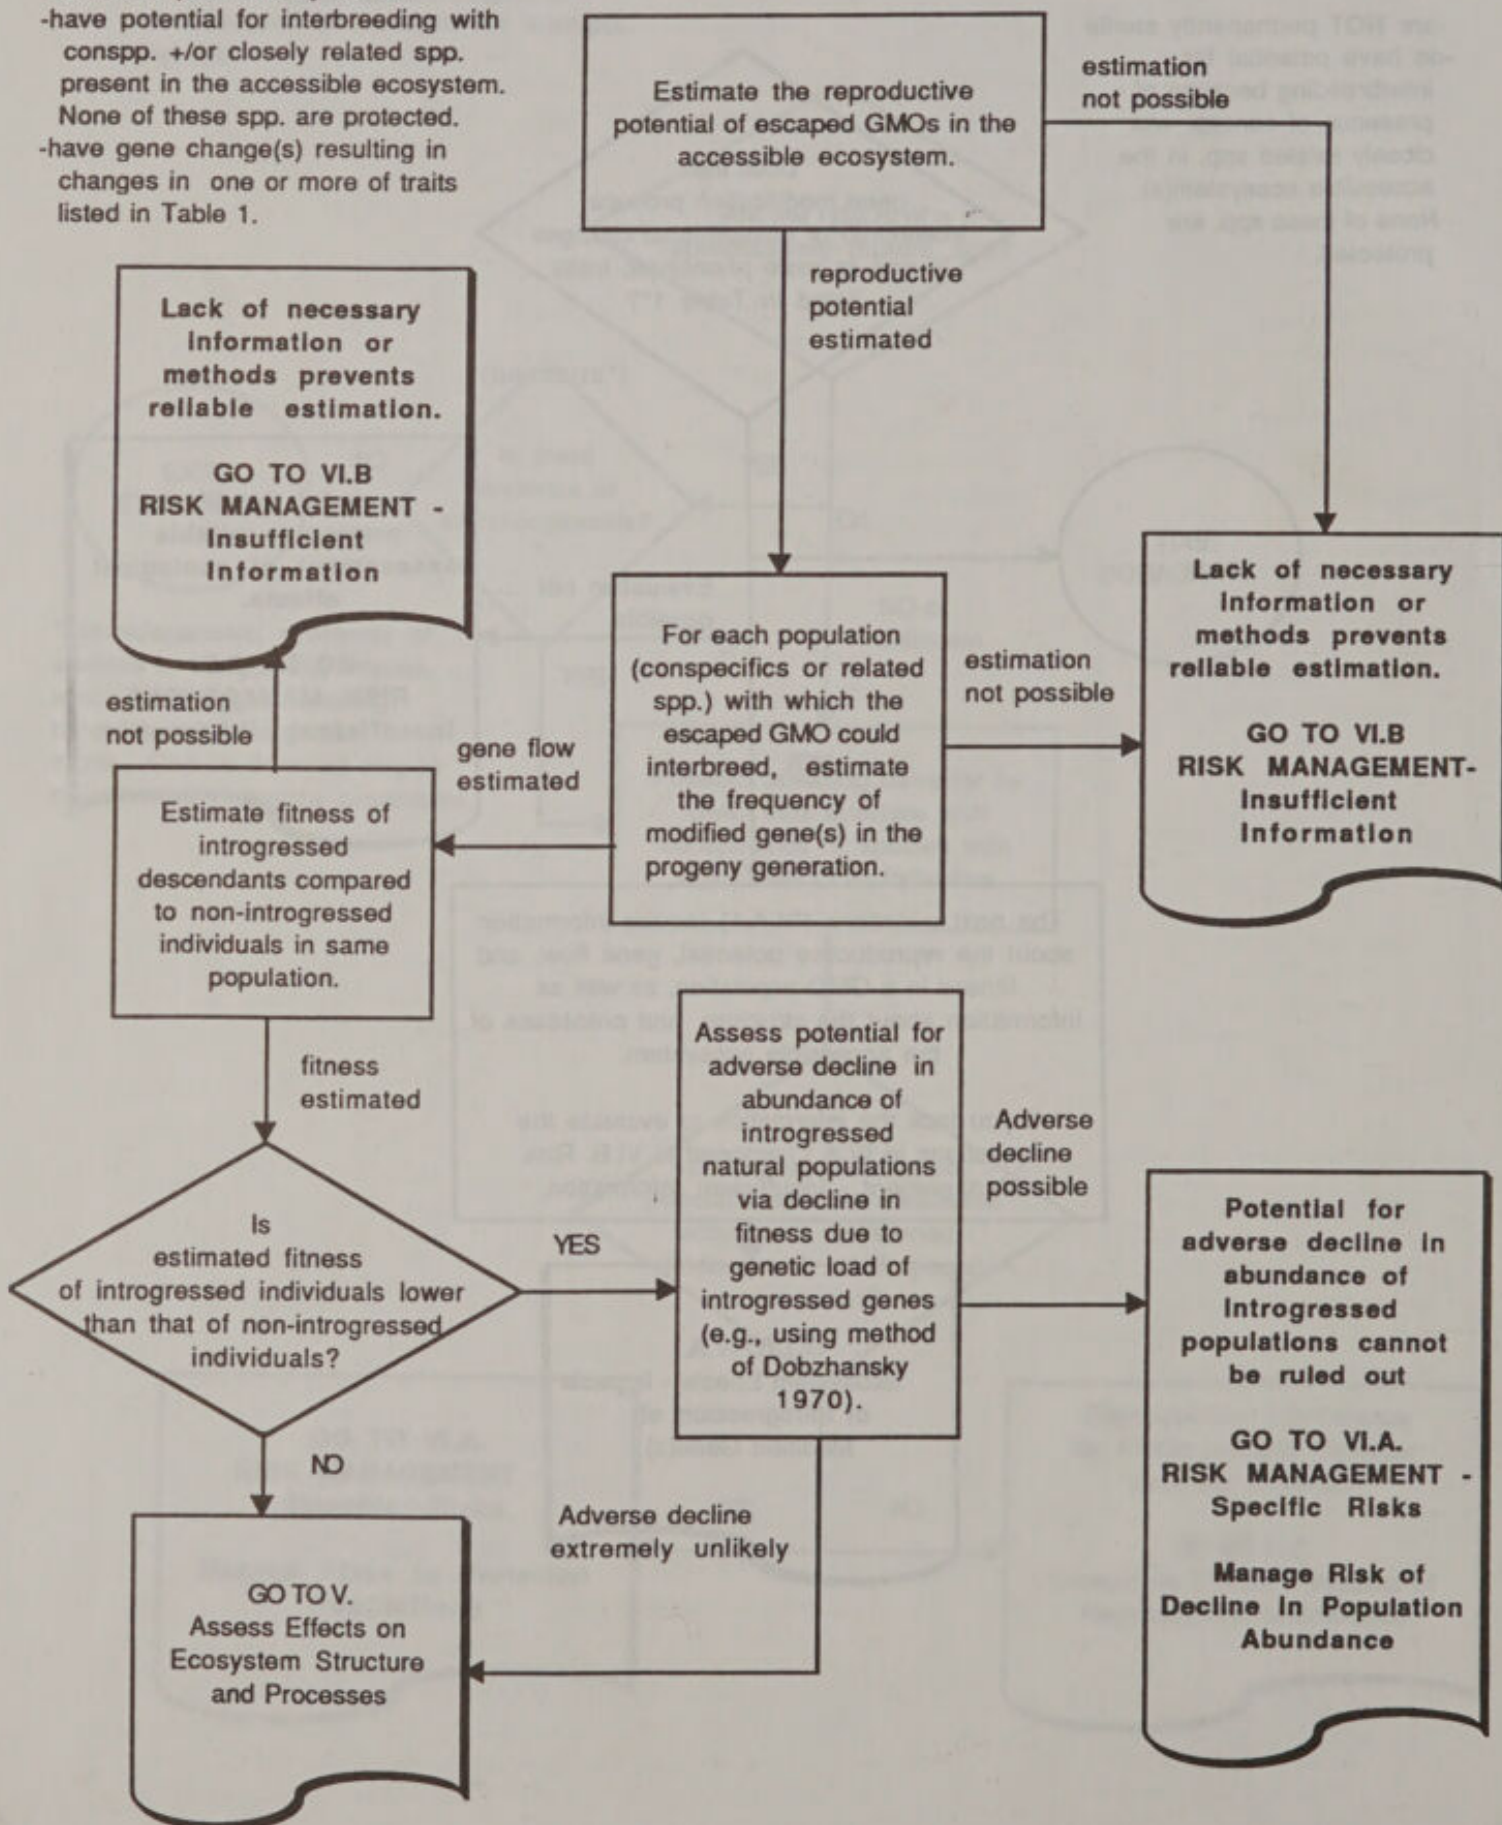 -have potential for interbreeding with
conspp. +/or closely related spp.
present in the accessible ecosystem.
None of these spp. are protected.
-have gene change(s) resulting in
changes in one or more of traits
listed in Table 1.
Estimate the reproductive
potential of escaped GMOs in the
accessible ecosystem.
estimation
not possible
reproductive
potential
estimated
Lack of necessary
Information or
methods prevents
reliable estimation.
GO TO VI.B
RISK MANAGEMENT -
Insufficient
Information
For each population
(conspecifics or related
spp.) with which the
escaped GMO could
interbreed, estimate
the frequency of
modified gene(s) in the
progeny generation.
estimation
not possible
Lack of necessary
Information or
methods prevents
reliable estimation.
GO TO VI.B
RISK MANAGEMENT-
Insufficient
Information
gene flow
estimated
estimation
not possible
Estimate fitness of
introgressed
descendants compared
to non-introgressed
individuals in same
population.
fitness
estimated
Is
estimated fitness
of introgressed individuals lower
than that of non-introgressed
individuals?
YES
Assess potential for
adverse decline in
abundance of
introgressed
natural populations
via decline in
fitness due to
genetic load of
introgressed genes
(e.g., using method
of Dobzhansky
1970).
Adverse
decline
possible
Potential for
adverse decline in
abundance of
Introgressed
populations cannot
be ruled out
GO TO VI.A.
RISK MANAGEMENT -
Specific Risks
Manage Risk of
Decline In Population
Abundance
NO
Adverse decline
extremely unlikely
GO TO V.
Assess Effects on
Ecosystem Structure
and Processes